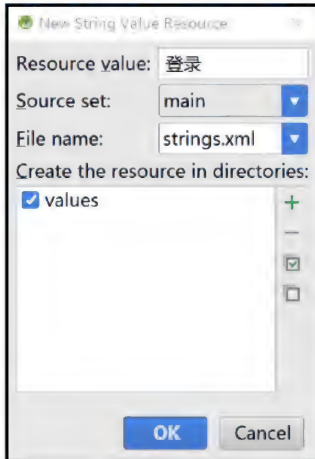 New String Value Resource
Resource value: 登录
Source set: main
File name: strings.xml
Create the resource in directories:
values
OK Cancel